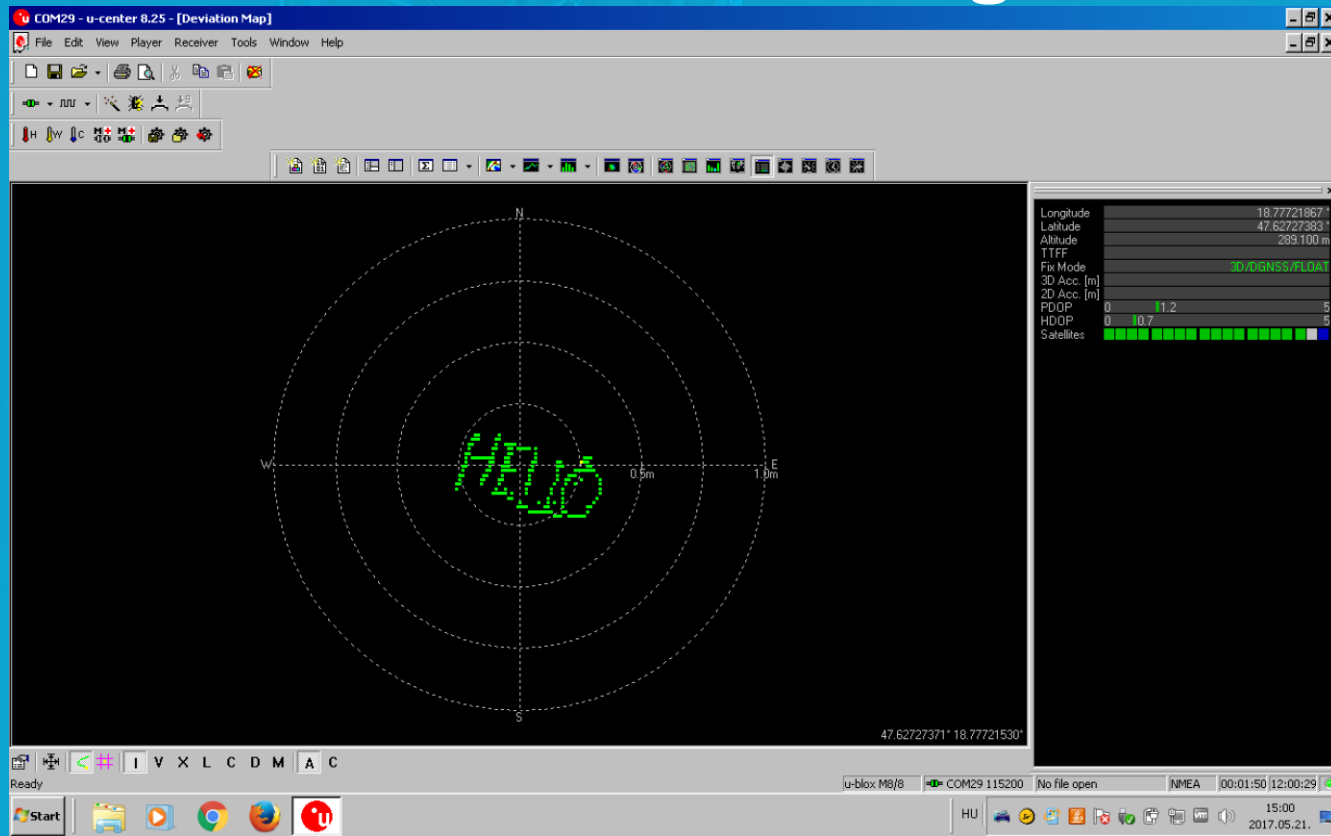 COM29 - u-center 8.25 - [Deviation Map]
File Edit View Player Receiver Tools Window Help
H W C
N
W
E
0.5m
1.0m
S
HELLO
47.62727371° 18.77721530°
Longitude 18.77721867 °
Latitude 47.62727383 °
Altitude 289.100 m
TTFF
Fix Mode 3D/DGNSS/FLOAT
3D Acc. [m]
2D Acc. [m]
PDOP 0 1.2 5
HDOP 0 0.7 5
Satellites
I V X L C D M A C
Ready u-blox M8/8 COM29 115200 No file open NMEA 00:01:50 12:00:29
Start HU 15:00
2017.05.21.